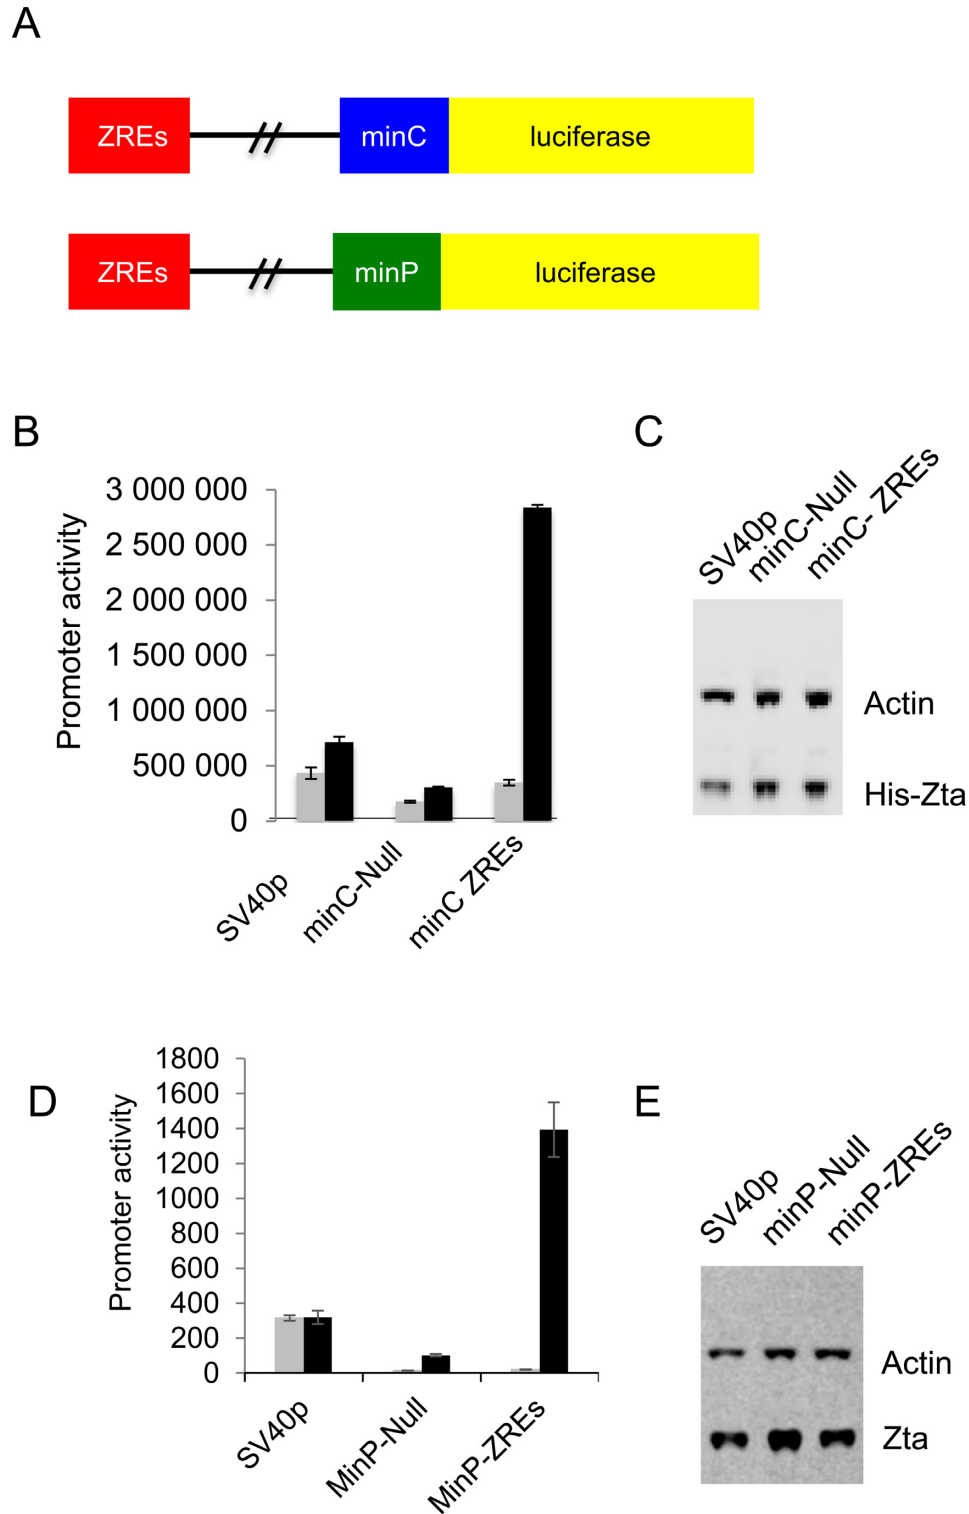 A
ZREs
minC
luciferase
ZREs
minP
luciferase
B
Promoter activity
3 000 000
2 500 000
2 000 000
1 500 000
1 000 000
500 000
0
SV40p
minC-Null
minC ZREs
C
SV40p
minC-Null
minC- ZREs
Actin
His-Zta
D
Promoter activity
1800
1600
1400
1200
1000
800
600
400
200
0
SV40p
MinP-Null
MinP-ZREs
E
SV40p
minP-Null
minP-ZREs
Actin
Zta